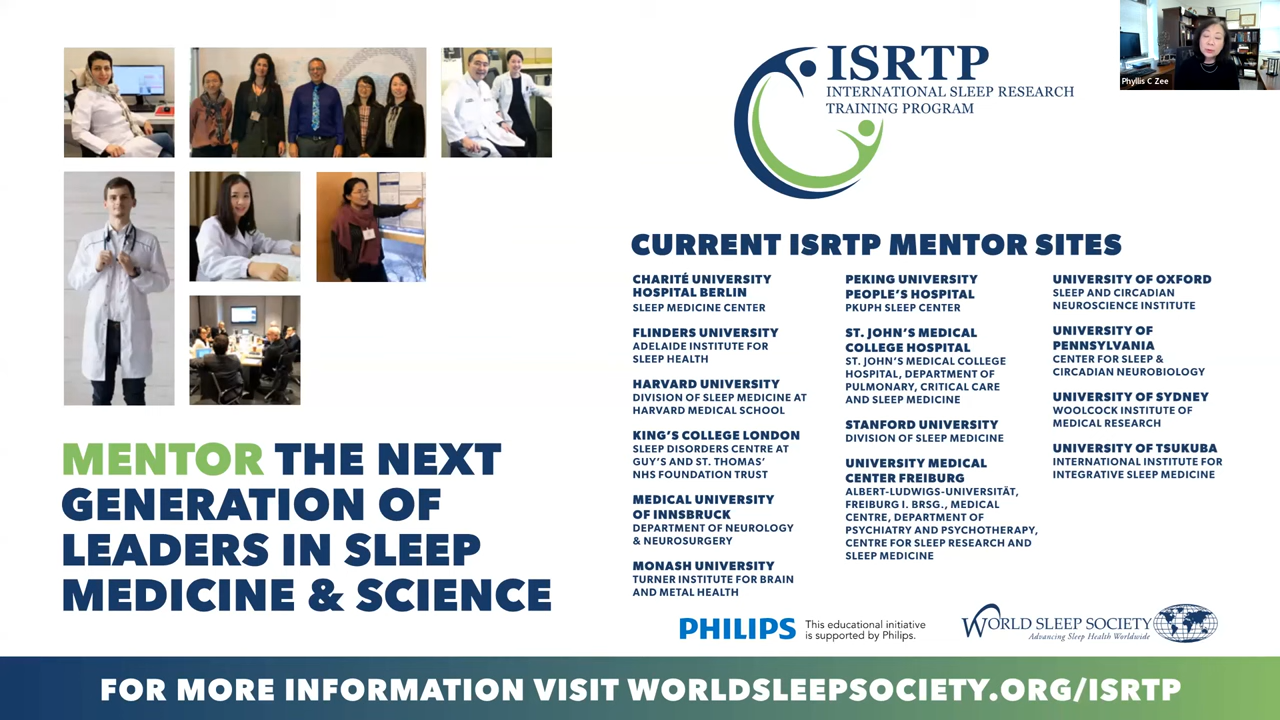 ISRTP
INTERNATIONAL SLEEP RESEARCH
TRAINING PROGRAM
Phyllis C Zee
CURRENT ISRTP MENTOR SITES
CHARITÉ UNIVERSITY
HOSPITAL BERLIN
SLEEP MEDICINE CENTER
FLINDERS UNIVERSITY
ADELAIDE INSTITUTE FOR
SLEEP HEALTH
HARVARD UNIVERSITY
DIVISION OF SLEEP MEDICINE AT
HARVARD MEDICAL SCHOOL
KING'S COLLEGE LONDON
SLEEP DISORDERS CENTRE AT
GUY'S AND ST. THOMAS'
NHS FOUNDATION TRUST
MEDICAL UNIVERSITY
OF INNSBRUCK
DEPARTMENT OF NEUROLOGY
& NEUROSURGERY
MONASH UNIVERSITY
TURNER INSTITUTE FOR BRAIN
AND METAL HEALTH
PEKING UNIVERSITY
PEOPLE'S HOSPITAL
PKUPH SLEEP CENTER
ST. JOHN'S MEDICAL
COLLEGE HOSPITAL
ST. JOHN'S MEDICAL COLLEGE
HOSPITAL, DEPARTMENT OF
PULMONARY, CRITICAL CARE
AND SLEEP MEDICINE
STANFORD UNIVERSITY
DIVISION OF SLEEP MEDICINE
UNIVERSITY MEDICAL
CENTER FREIBURG
ALBERT-LUDWIGS-UNIVERSITÄT,
FREIBURG I. BRSG., MEDICAL
CENTRE, DEPARTMENT OF
PSYCHIATRY AND PSYCHOTHERAPY,
CENTRE FOR SLEEP RESEARCH AND
SLEEP MEDICINE
UNIVERSITY OF OXFORD
SLEEP AND CIRCADIAN
NEUROSCIENCE INSTITUTE
UNIVERSITY OF
PENNSYLVANIA
CENTER FOR SLEEP &
CIRCADIAN NEUROBIOLOGY
UNIVERSITY OF SYDNEY
WOOLCOCK INSTITUTE OF
MEDICAL RESEARCH
UNIVERSITY OF TSUKUBA
INTERNATIONAL INSTITUTE FOR
INTEGRATIVE SLEEP MEDICINE
MENTOR THE NEXT
GENERATION OF
LEADERS IN SLEEP
MEDICINE & SCIENCE
PHILIPS
This educational initiative
is supported by Philips.
WORLD SLEEP SOCIETY
Advancing Sleep Health Worldwide
FOR MORE INFORMATION VISIT WORLDSLEEPSOCIETY.ORG/ISRTP